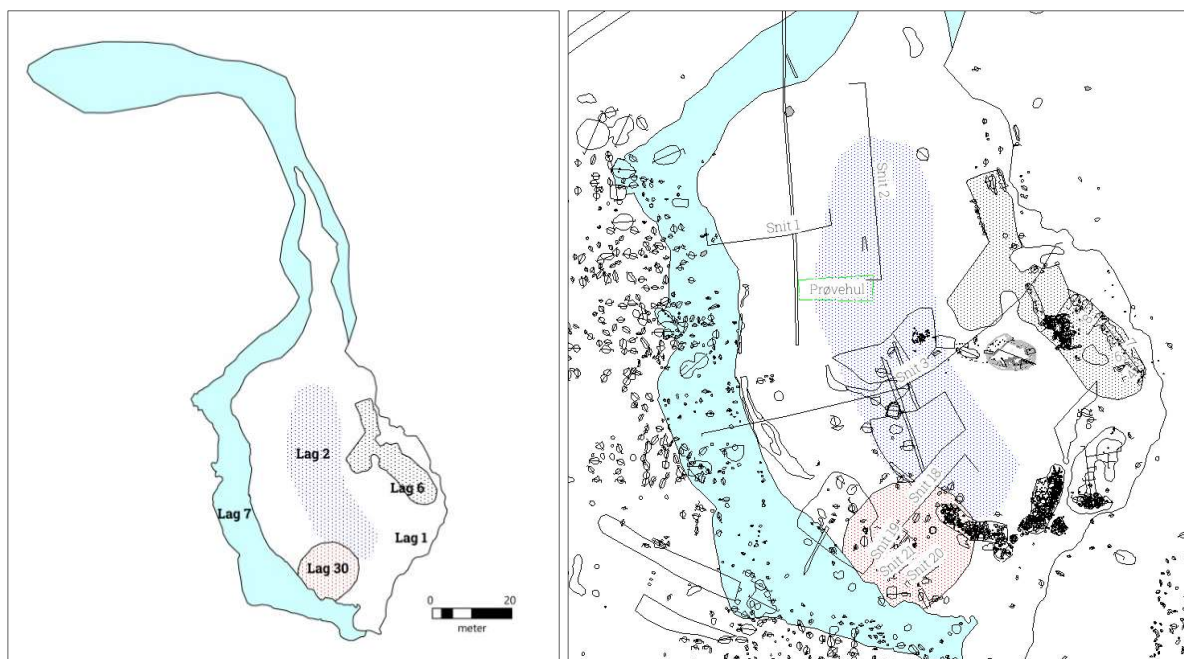 Lag 2
Lag 6
Lag 7
Lag 1
Lag 30
0 20
meter
Snit 1
Snit 2
Prøvehul
Snit 3
Snit 18
Snit 19
Snit 21
Snit 20